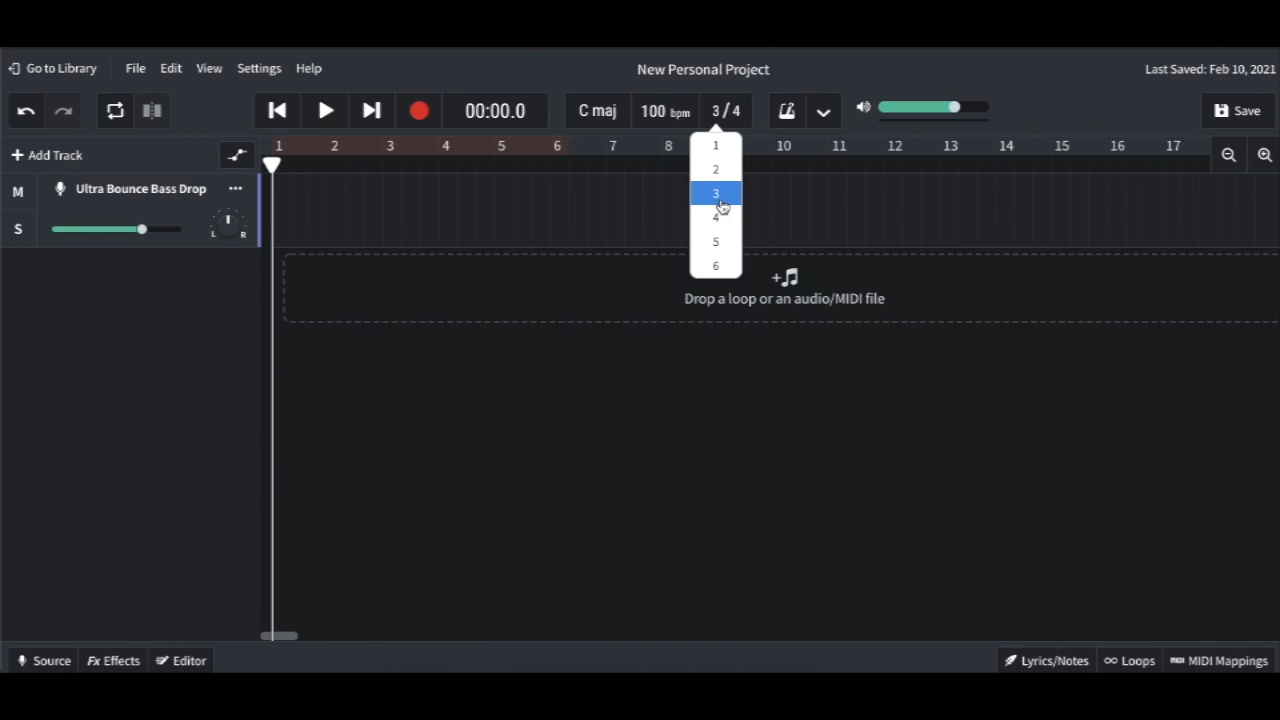 Go to Library File Edit View Settings Help New Personal Project Last Saved: Feb 10, 2021
00:00.0 C maj 100 bpm 3 / 4 Save
+ Add Track 1 2 3 4 5 6 7 8 10 11 12 13 14 15 16 17
1
2
3
4
5
6
M Ultra Bounce Bass Drop ...
S L R
Drop a loop or an audio/MIDI file
Source Fx Effects Editor Lyrics/Notes Loops MIDI MIDI Mappings